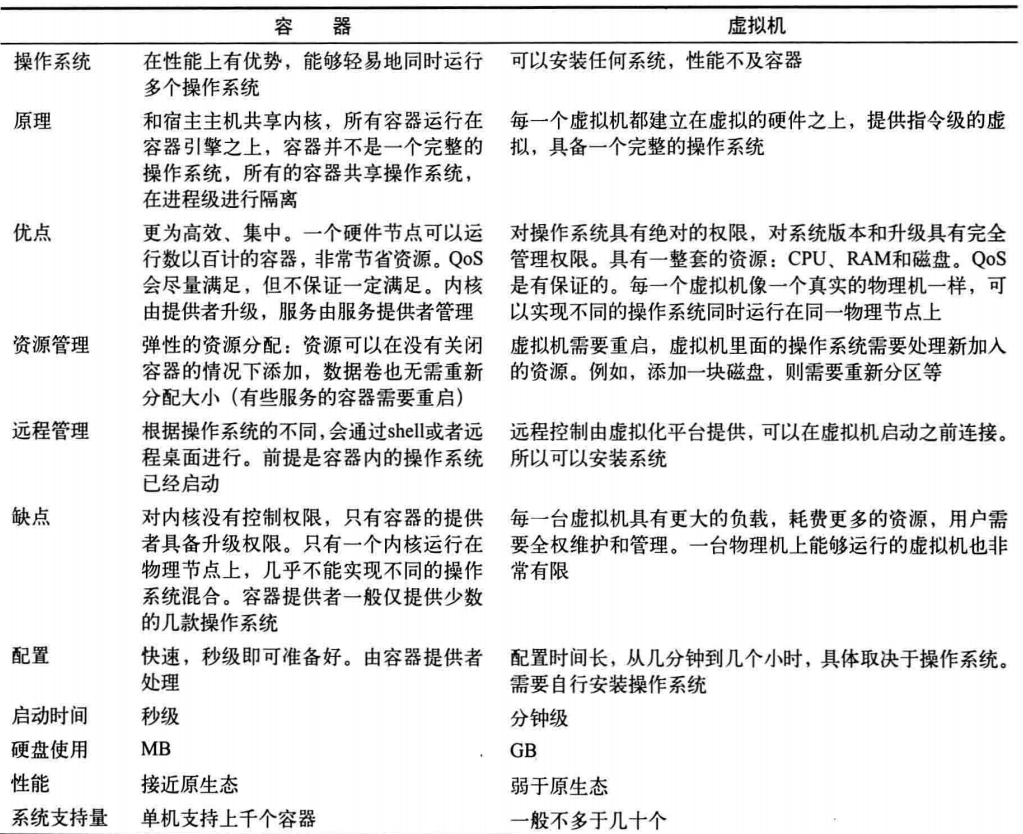 容 器 虚拟机
操作系统 在性能上有优势，能够轻易地同时运行 可以安装任何系统，性能不及容器
多个操作系统
原理 和宿主主机共享内核，所有容器运行在 每一个虚拟机都建立在虚拟的硬件之上，提供指令级的虚
容器引擎之上，容器并不是一个完整的 拟，具备一个完整的操作系统
操作系统，所有的容器共享操作系统，
在进程级进行隔离
优点 更为高效、集中。一个硬件节点可以运 对操作系统具有绝对的权限，对系统版本和升级具有完全
行数以百计的容器，非常节省资源。QoS 管理权限。具有一整套的资源：CPU、RAM和磁盘。QoS
会尽量满足，但不保证一定满足。内核 是有保证的。每一个虚拟机像一个真实的物理机一样，可
由提供者升级，服务由服务提供者管理 以实现不同的操作系统同时运行在同一物理节点上
资源管理 弹性的资源分配：资源可以在没有关闭 虚拟机需要重启，虚拟机里面的操作系统需要处理新加入
容器的情况下添加，数据卷也无需重新 的资源。例如，添加一块磁盘，则需要重新分区等
分配大小（有些服务的容器需要重启）
远程管理 根据操作系统的不同,会通过shell或者远 远程控制由虚拟化平台提供，可以在虚拟机启动之前连接。
程桌面进行。前提是容器内的操作系统 所以可以安装系统
已经启动
缺点 对内核没有控制权限，只有容器的提供 每一台虚拟机具有更大的负载，耗费更多的资源，用户需
者具备升级权限。只有一个内核运行在 要全权维护和管理。一台物理机上能够运行的虚拟机也非
物理节点上，几乎不能实现不同的操作 常有限
系统混合。容器提供者一般仅提供少数
的几款操作系统
配置 快速，秒级即可准备好。由容器提供者 配置时间长，从几分钟到几个小时，具体取决于操作系统。
处理 需要自行安装操作系统
启动时间 秒级 分钟级
硬盘使用 MB GB
性能 接近原生态 弱于原生态
系统支持量 单机支持上千个容器 一般不多于几十个